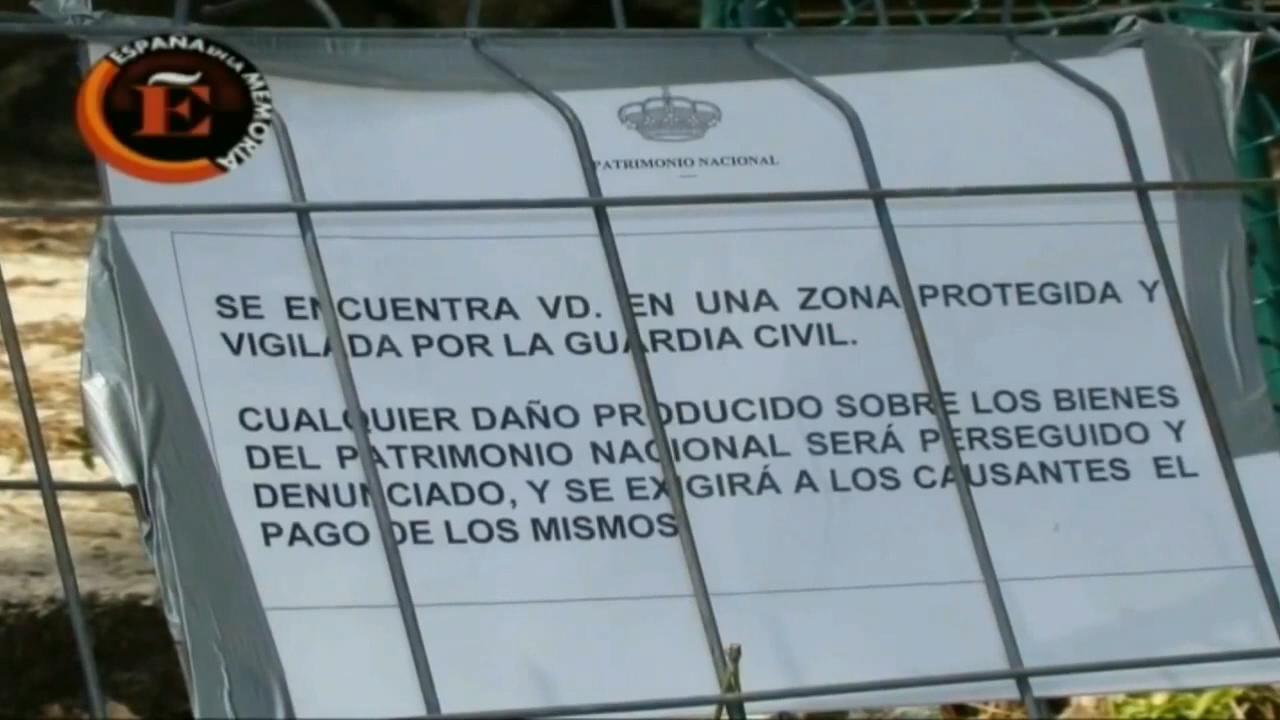 ESPAÑA EN LA MEMORIA
Ē
PATRIMONIO NACIONAL
SE ENCUENTRA VD. EN UNA ZONA PROTEGIDA Y
VIGILADA POR LA GUARDIA CIVIL.
CUALQUIER DAÑO PRODUCIDO SOBRE LOS BIENES
DEL PATRIMONIO NACIONAL SERÁ PERSEGUIDO Y
DENUNCIADO, Y SE EXIGIRÁ A LOS CAUSANTES EL
PAGO DE LOS MISMOS